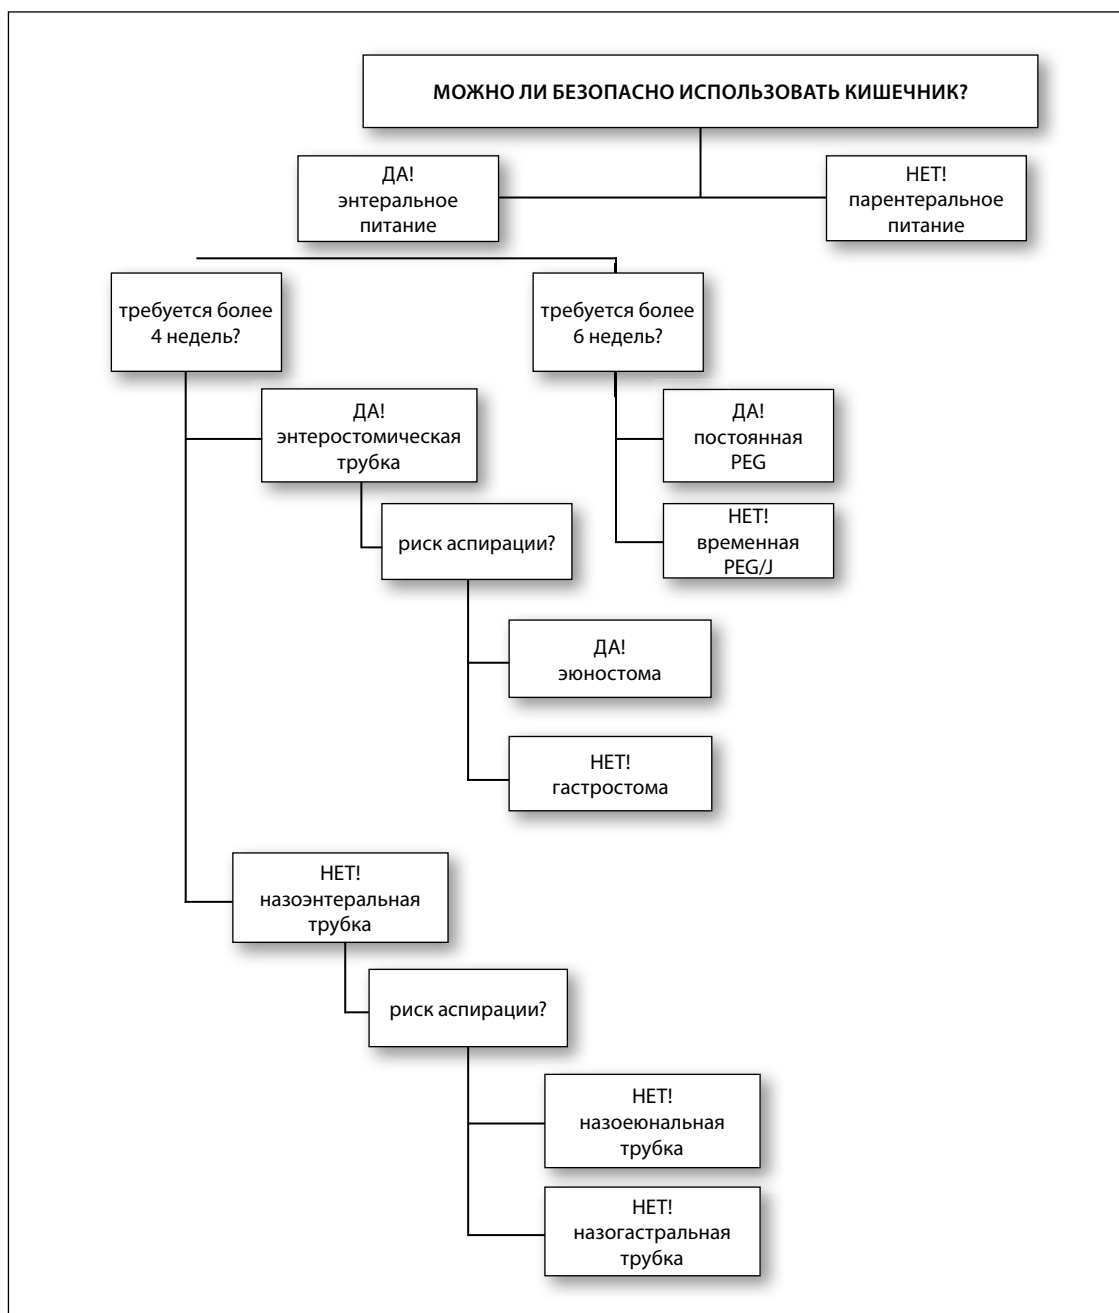 МОЖНО ЛИ БЕЗОПАСНО ИСПОЛЬЗОВАТЬ КИШЕЧНИК?
ДА!
энтеральное
питание
НЕТ!
парентеральное
питание
требуется более
4 недель?
требуется более
6 недель?
ДА!
энтеростомическая
трубка
ДА!
постоянная
PEG
риск аспирации?
НЕТ!
временная
PEG/J
ДА!
эюностома
НЕТ!
гастростома
НЕТ!
назоэнтеральная
трубка
риск аспирации?
НЕТ!
назоеюнальная
трубка
НЕТ!
назогастральная
трубка